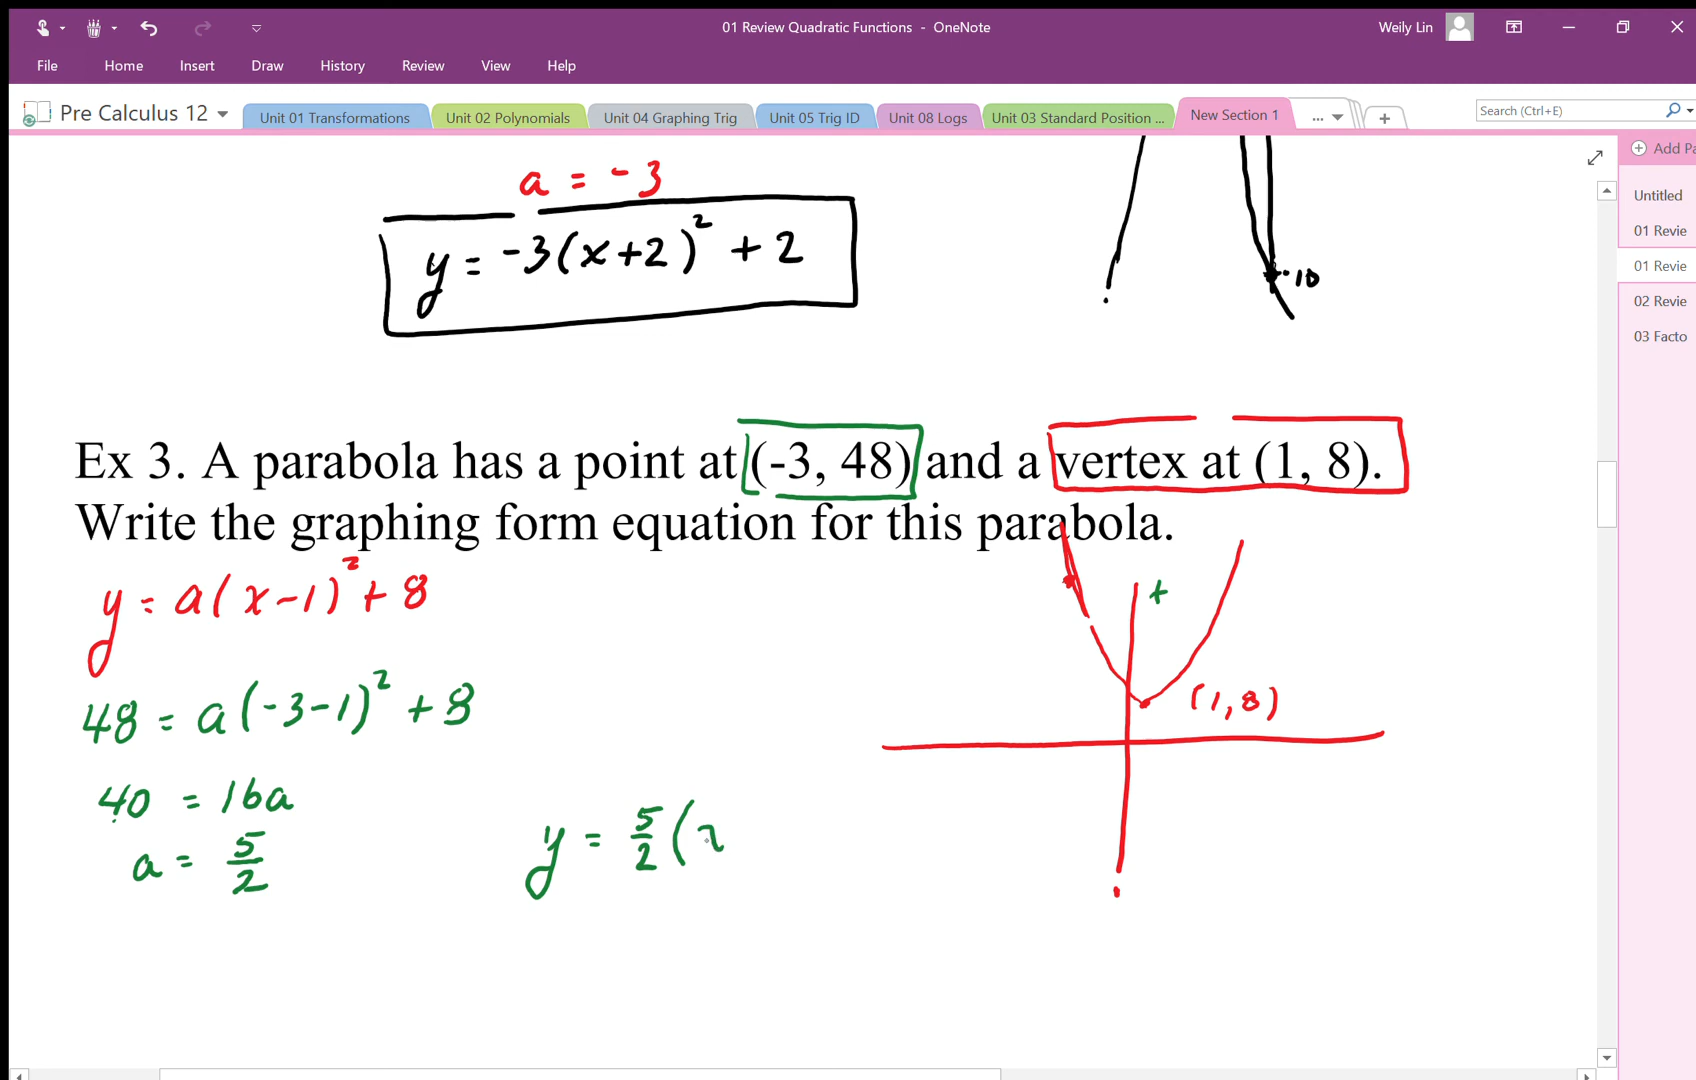 01 Review Quadratic Functions - OneNote
Weily Lin
File Home Insert Draw History Review View Help
Pre Calculus 12
Unit 01 Transformations
Unit 02 Polynomials
Unit 04 Graphing Trig
Unit 05 Trig ID
Unit 08 Logs
Unit 03 Standard Position ...
New Section 1
...
Search (Ctrl+E)
Add Pa
Untitled
01 Revie
01 Revie
02 Revie
03 Facto
a = -3
y = -3(x+2)² + 2
-10
Ex 3. A parabola has a point at (-3, 48) and a vertex at (1, 8).
Write the graphing form equation for this parabola.
y = a(x-1)² + 8
+
48 = a(-3-1)² + 8
(1,8)
40 = 16a
a = 5/2
y = 5/2 (